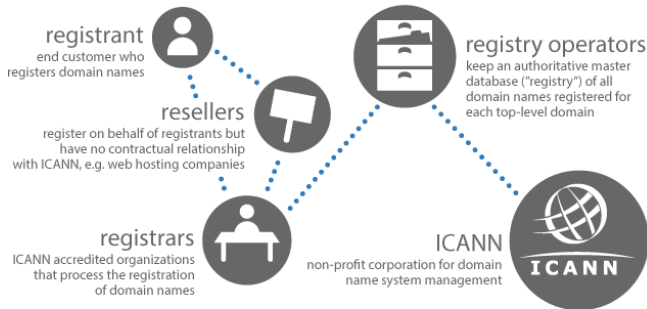 registrant
end customer who
registers domain names
resellers
register on behalf of registrants but
have no contractual relationship
with ICANN, e.g. web hosting companies
registrars
ICANN accredited organizations
that process the registration
of domain names
registry operators
keep an authoritative master
database (“registry”) of all
domain names registered for
each top-level domain
ICANN
non-profit corporation for domain
name system management
ICANN